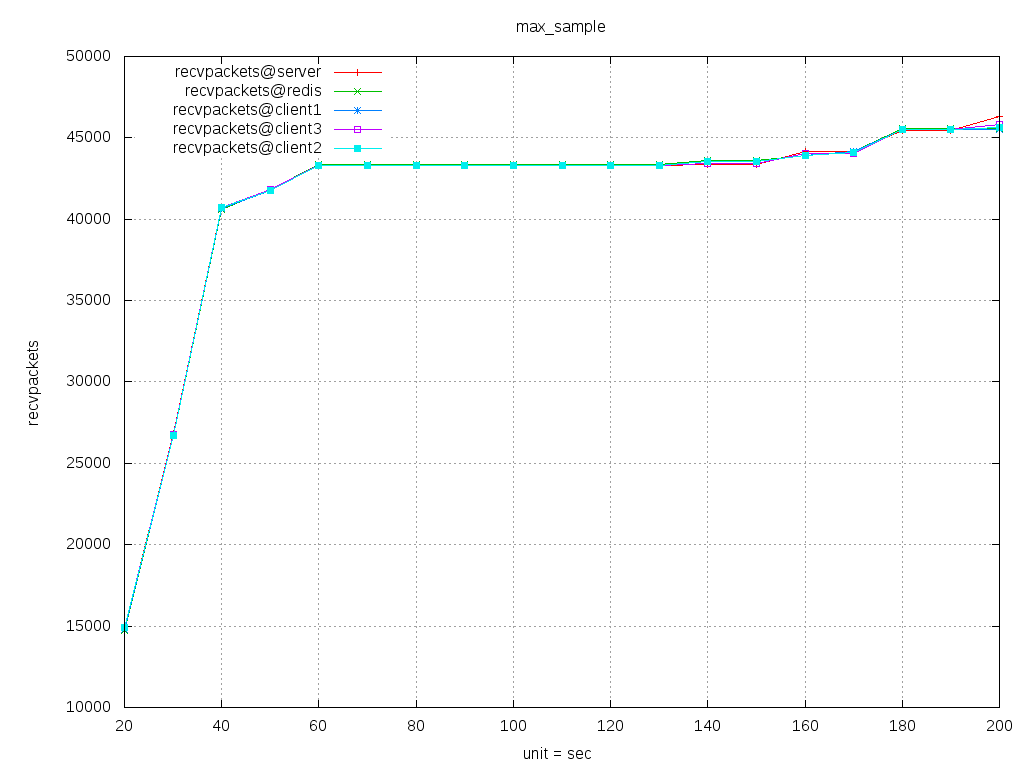 max_sample
50000
45000
40000
35000
30000
25000
20000
15000
10000
recvpackets@server
recvpackets@redis
recvpackets@client1
recvpackets@client3
recvpackets@client2
recvpackets
20 40 60 80 100 120 140 160 180 200
unit = sec